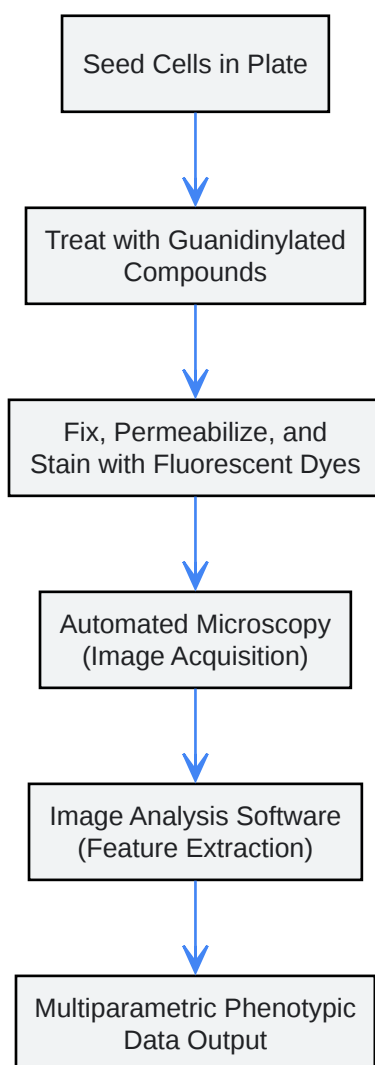 Seed Cells in Plate
Treat with Guanidinylated
Compounds
Fix, Permeabilize, and
Stain with Fluorescent Dyes
Automated Microscopy
(Image Acquisition)
Image Analysis Software
(Feature Extraction)
Multiparametric Phenotypic
Data Output